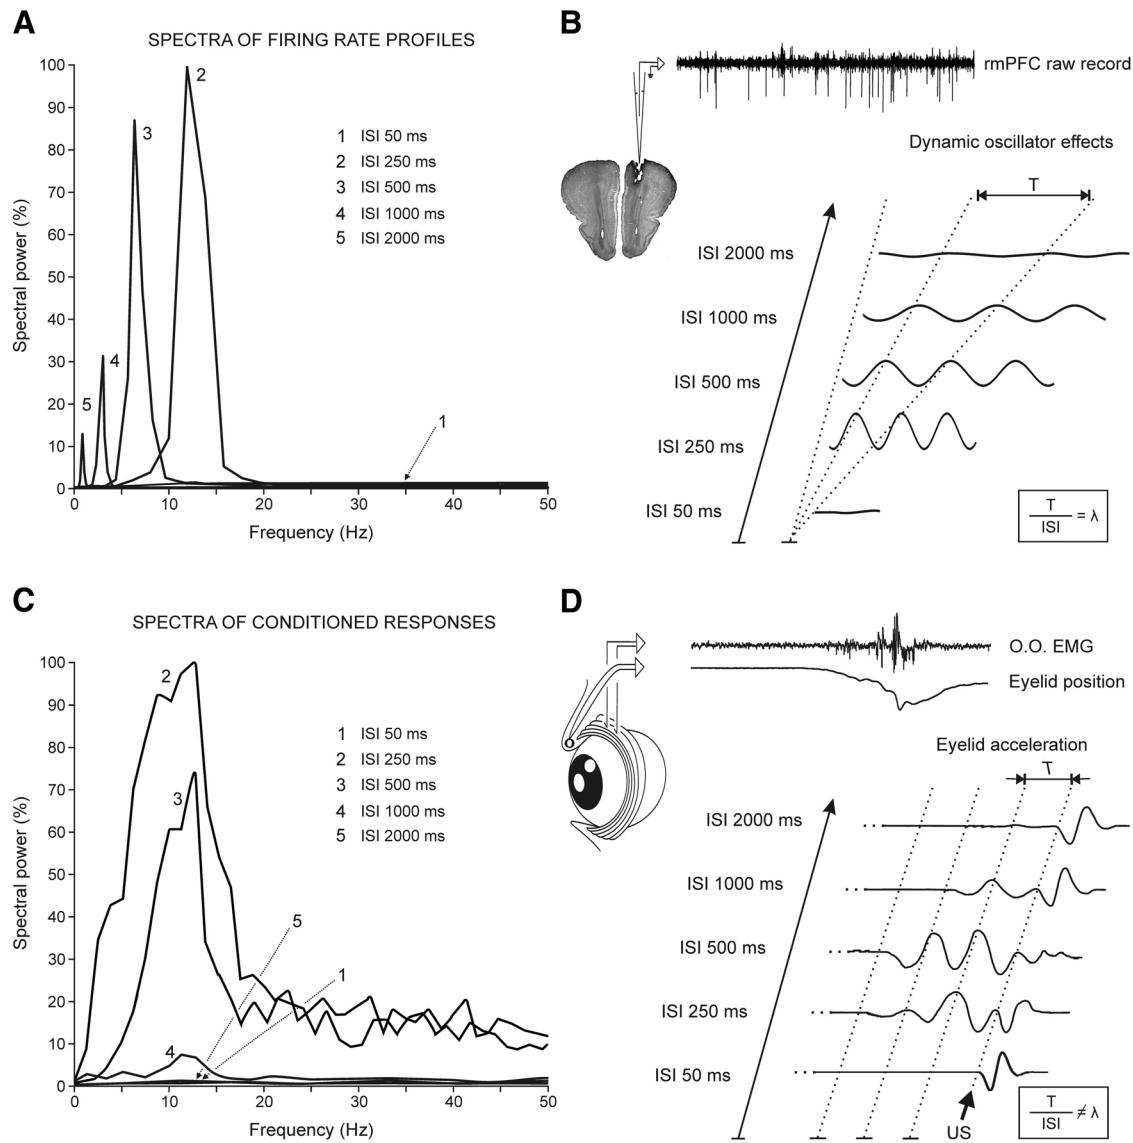 A
SPECTRA OF FIRING RATE PROFILES
Spectral power (%)
100
90
80
70
60
50
40
30
20
10
0
0 10 20 30 40 50
Frequency (Hz)
1 ISI 50 ms
2 ISI 250 ms
3 ISI 500 ms
4 ISI 1000 ms
5 ISI 2000 ms
2
3
4
5
1
B
rmPFC raw record
Dynamic oscillator effects
T
ISI 2000 ms
ISI 1000 ms
ISI 500 ms
ISI 250 ms
ISI 50 ms
T
ISI = λ
C
SPECTRA OF CONDITIONED RESPONSES
Spectral power (%)
100
90
80
70
60
50
40
30
20
10
0
0 10 20 30 40 50
Frequency (Hz)
1 ISI 50 ms
2 ISI 250 ms
3 ISI 500 ms
4 ISI 1000 ms
5 ISI 2000 ms
2
3
5
1
4
D
O.O. EMG
Eyelid position
Eyelid acceleration
T
ISI 2000 ms
ISI 1000 ms
ISI 500 ms
ISI 250 ms
ISI 50 ms
US
T
ISI ≠ λ